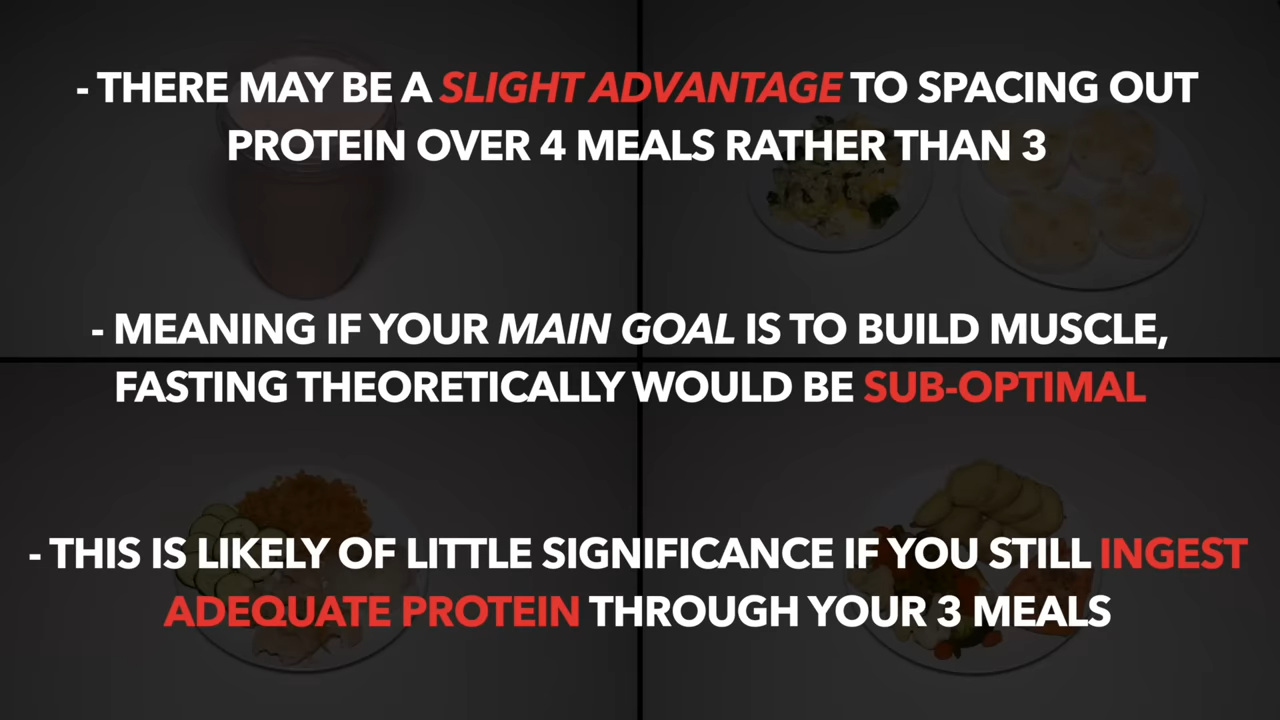 - THERE MAY BE A SLIGHT ADVANTAGE TO SPACING OUT
PROTEIN OVER 4 MEALS RATHER THAN 3
- MEANING IF YOUR MAIN GOAL IS TO BUILD MUSCLE,
FASTING THEORETICALLY WOULD BE SUB-OPTIMAL
- THIS IS LIKELY OF LITTLE SIGNIFICANCE IF YOU STILL INGEST
ADEQUATE PROTEIN THROUGH YOUR 3 MEALS